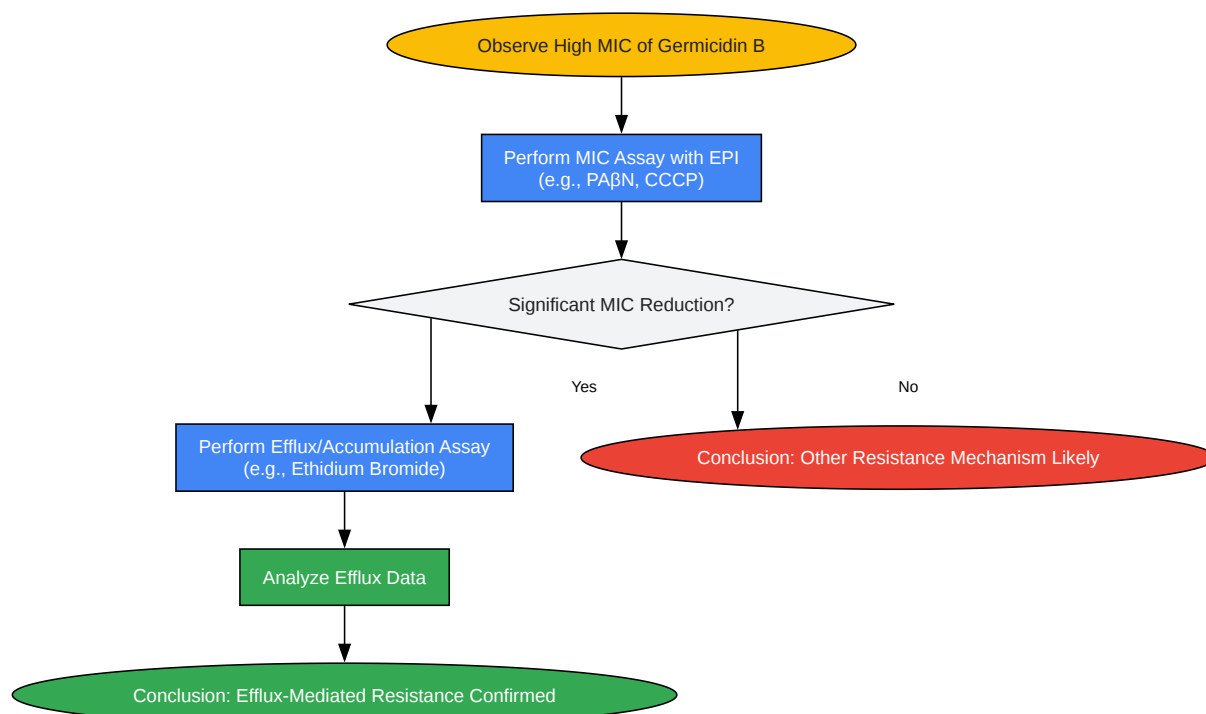 Observe High MIC of Germicidin B
Perform MIC Assay with EPI
(e.g., PAβN, CCCP)
Significant MIC Reduction?
Yes
No
Perform Efflux/Accumulation Assay
(e.g., Ethidium Bromide)
Conclusion: Other Resistance Mechanism Likely
Analyze Efflux Data
Conclusion: Efflux-Mediated Resistance Confirmed